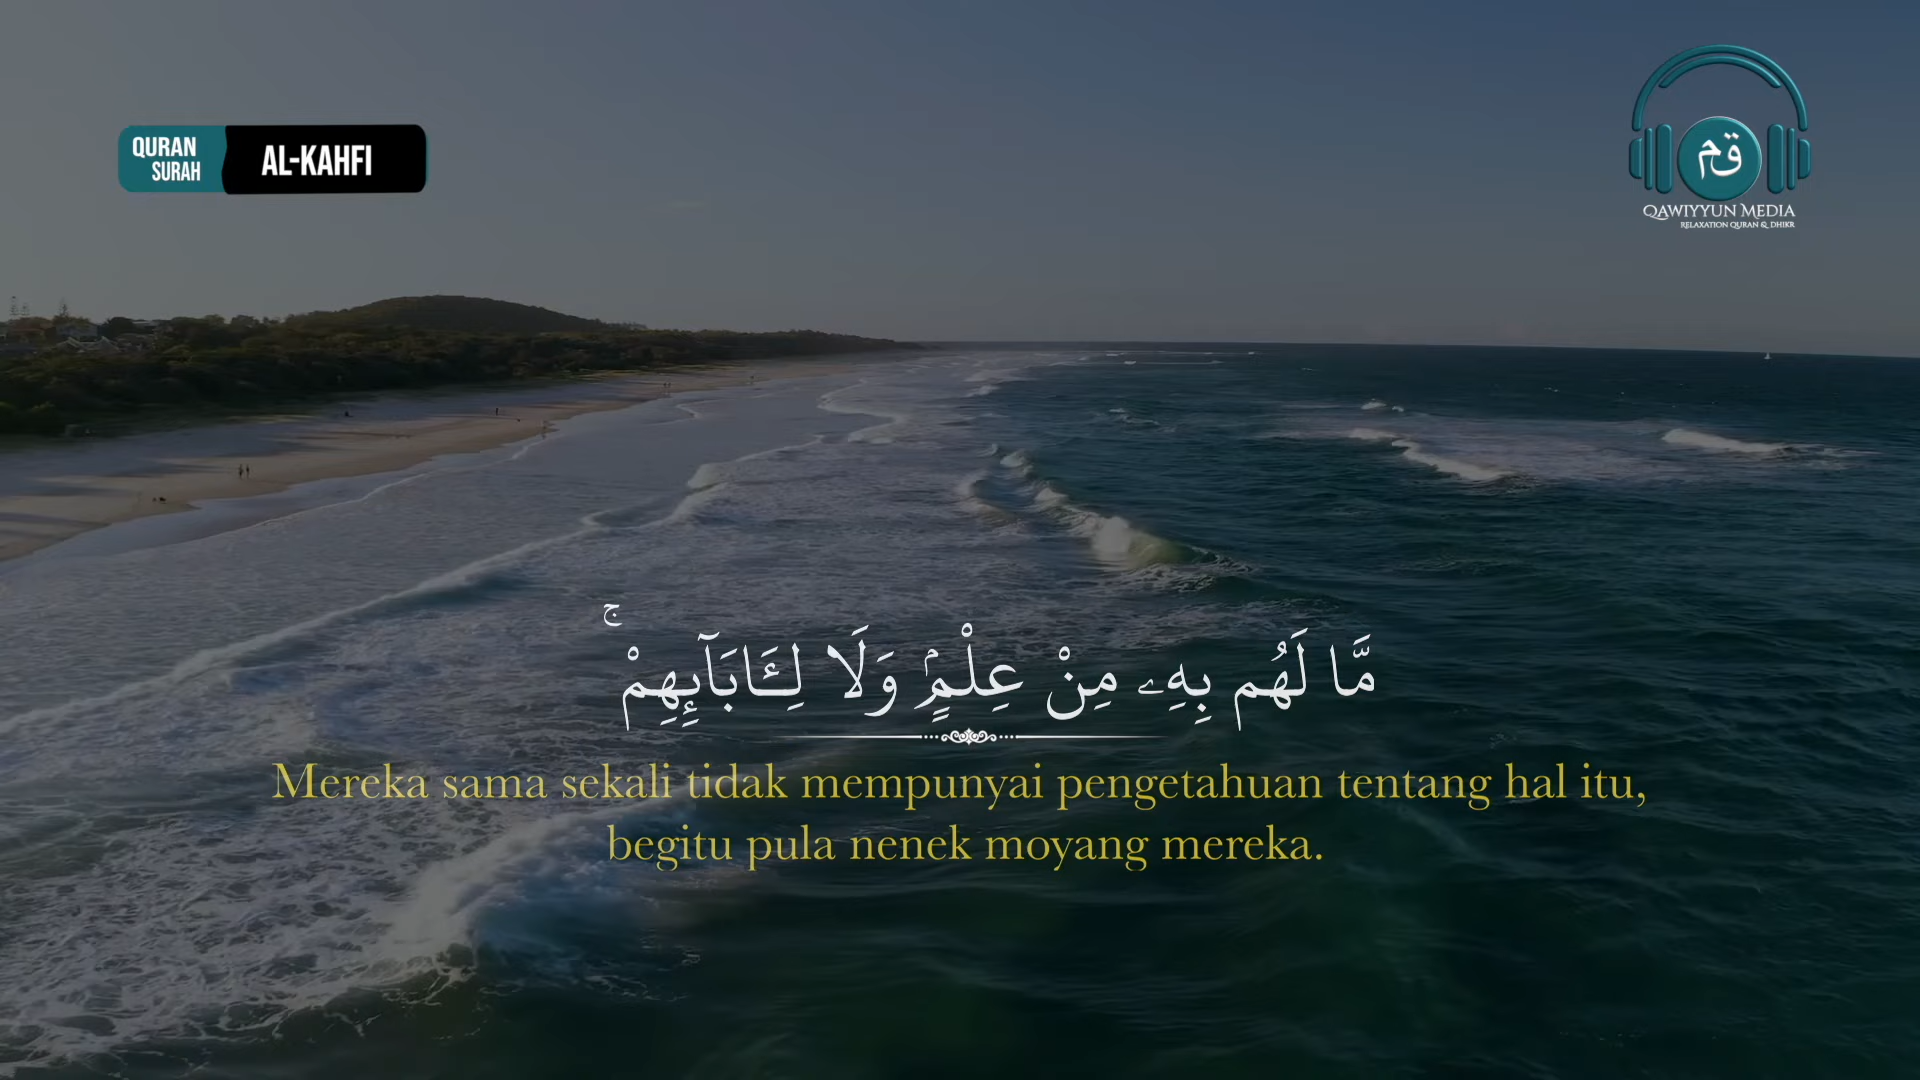 QURAN
SURAH
AL-KAHFI
قم
QAWIYYUN MEDIA
RELAXATION QURAN & DHIKR
مَّا لَهُم بِهِۦ مِنْ عِلْمٍۢ وَلَا لِـَٔابَآئِهِمْ ۚ
Mereka sama sekali tidak mempunyai pengetahuan tentang hal itu,
begitu pula nenek moyang mereka.